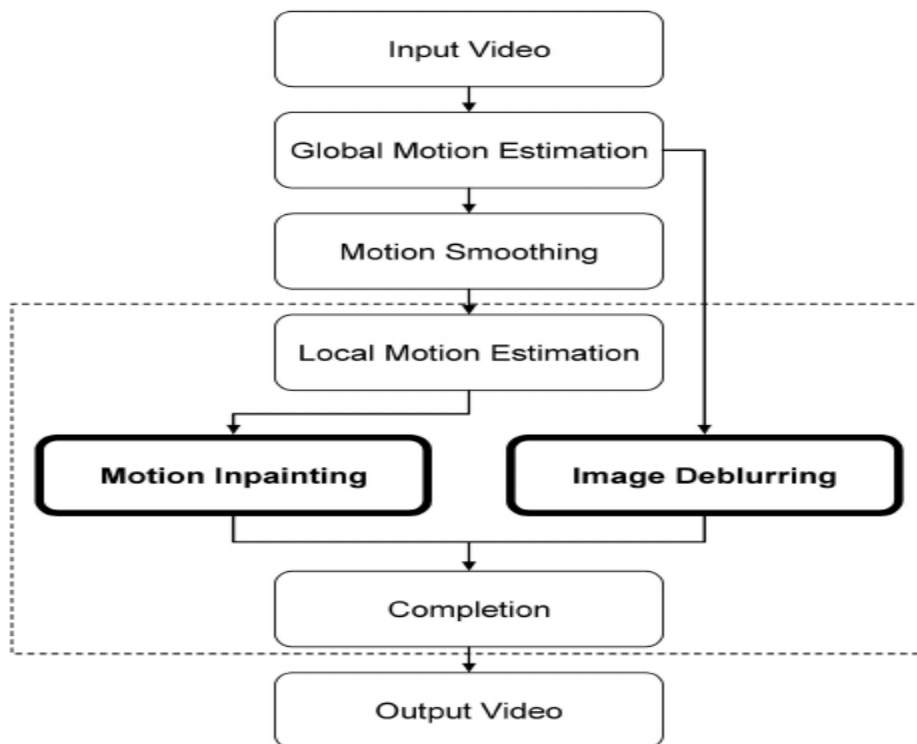 Input Video
Global Motion Estimation
Motion Smoothing
Local Motion Estimation
Motion Inpainting
Image Deblurring
Completion
Output Video